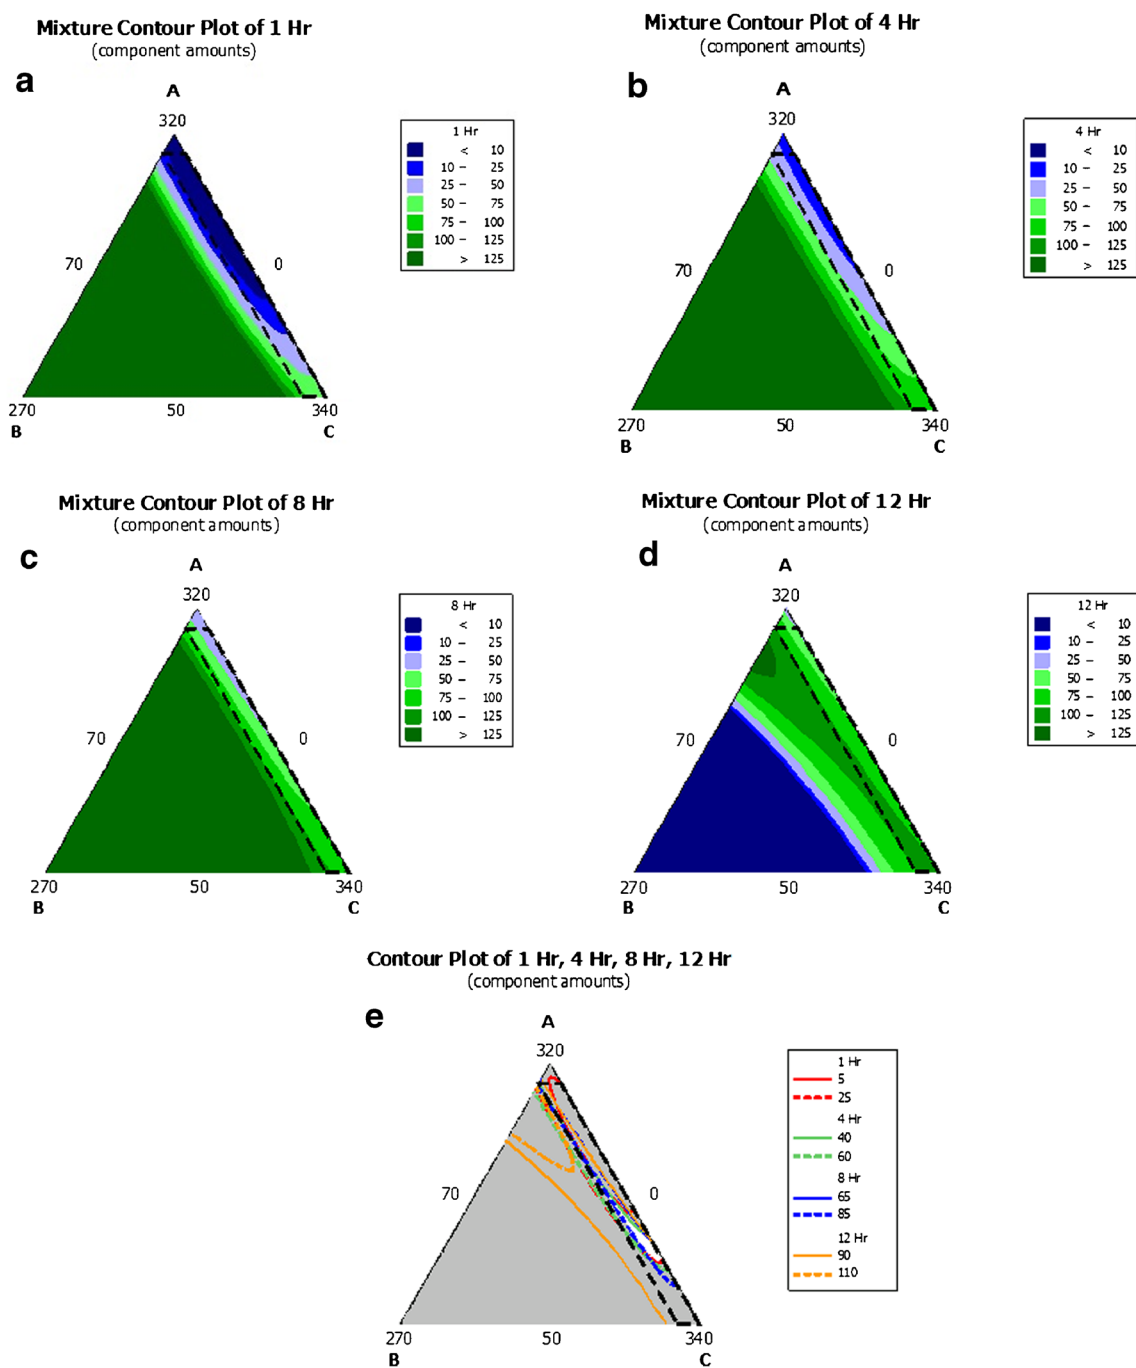 Mixture Contour Plot of 1 Hr
(component amounts)
a
A
320
70
0
270
50
340
B
C
1 Hr
< 10
10 – 25
25 – 50
50 – 75
75 – 100
100 – 125
> 125
Mixture Contour Plot of 4 Hr
(component amounts)
b
A
320
70
0
270
50
340
B
C
4 Hr
< 10
10 – 25
25 – 50
50 – 75
75 – 100
100 – 125
> 125
Mixture Contour Plot of 8 Hr
(component amounts)
c
A
320
70
0
270
50
340
B
C
8 Hr
< 10
10 – 25
25 – 50
50 – 75
75 – 100
100 – 125
> 125
Mixture Contour Plot of 12 Hr
(component amounts)
d
A
320
70
0
270
50
340
B
C
12 Hr
< 10
10 – 25
25 – 50
50 – 75
75 – 100
100 – 125
> 125
Contour Plot of 1 Hr, 4 Hr, 8 Hr, 12 Hr
(component amounts)
e
A
320
70
0
270
50
340
B
C
1 Hr
5
25
4 Hr
40
60
8 Hr
65
85
12 Hr
90
110